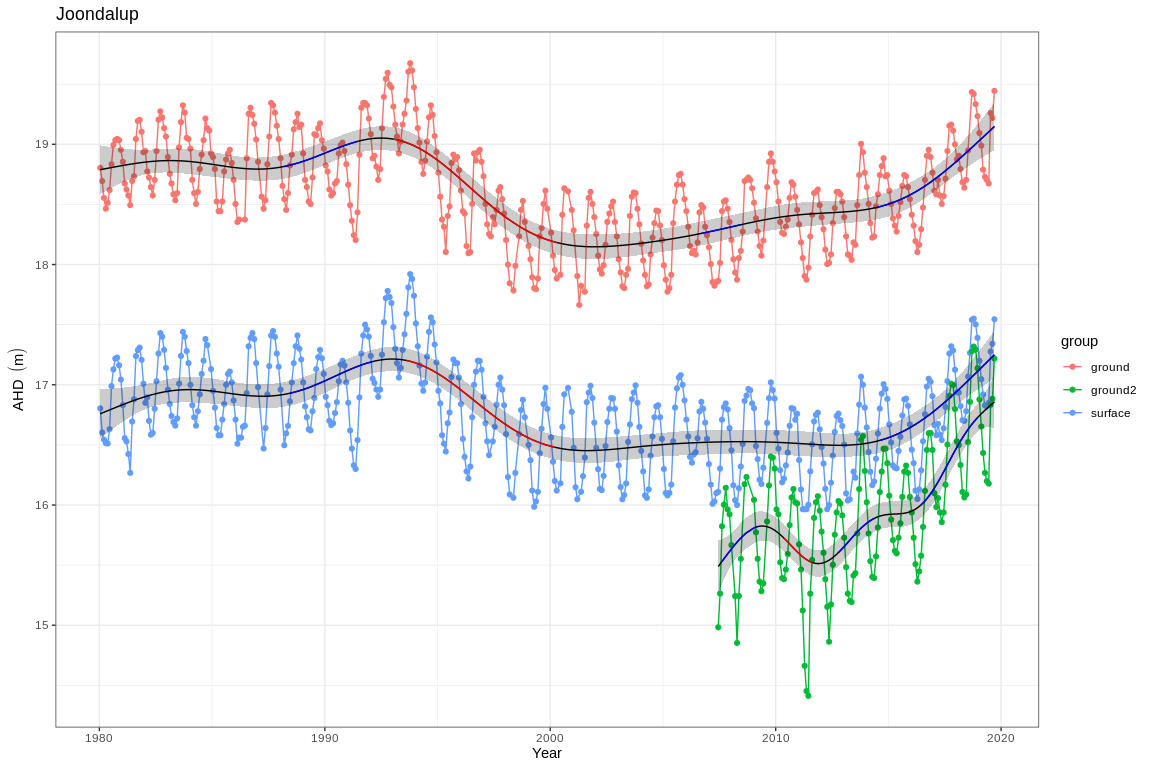 Joondalup
AHD (m)
19
18
17
16
15
1980
1990
2000
2010
2020
Year
group
ground
ground2
surface